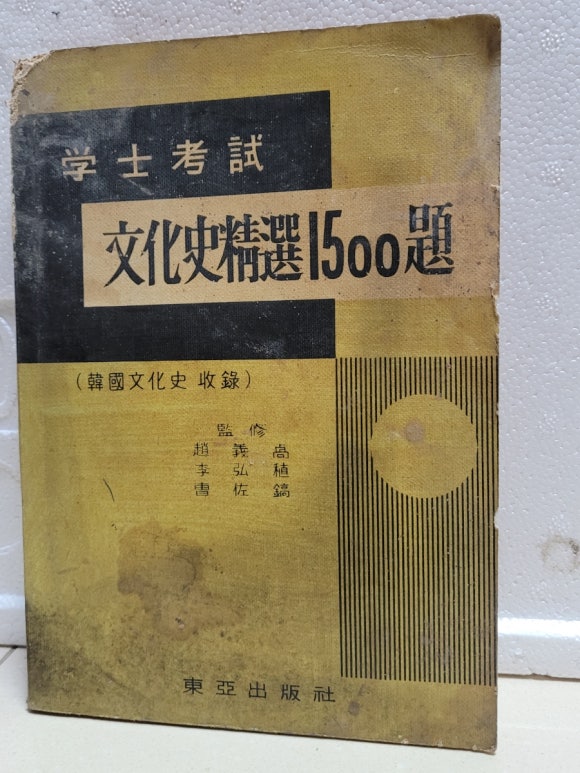 学士考試
文化史精選1500題
(韓國文化史 收錄)
監修
趙義卨
李弘稙
曺佐鎬
東亞出版社